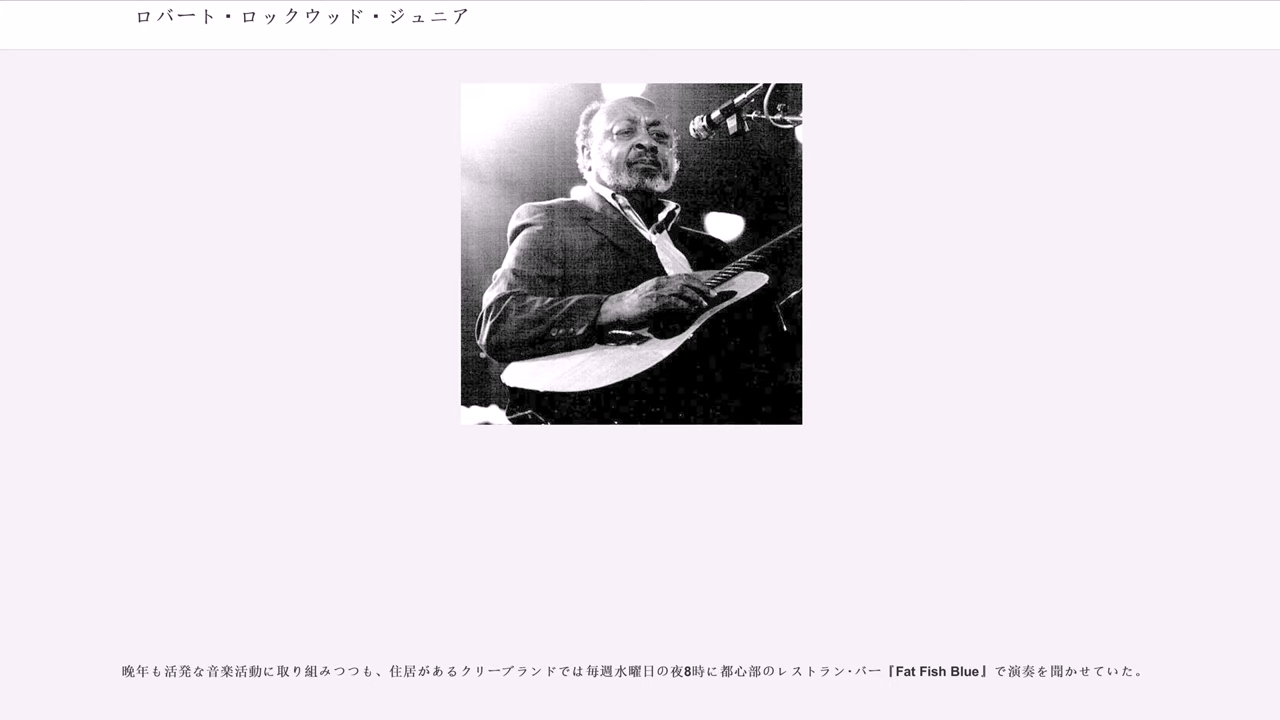 ロバート・ロックウッド・ジュニア
晩年も活発な音楽活動に取り組みつつも、住居があるクリーブランドでは毎週水曜日の夜8時に都心部のレストラン·バー『Fat Fish Blue』で演奏を聞かせていた。